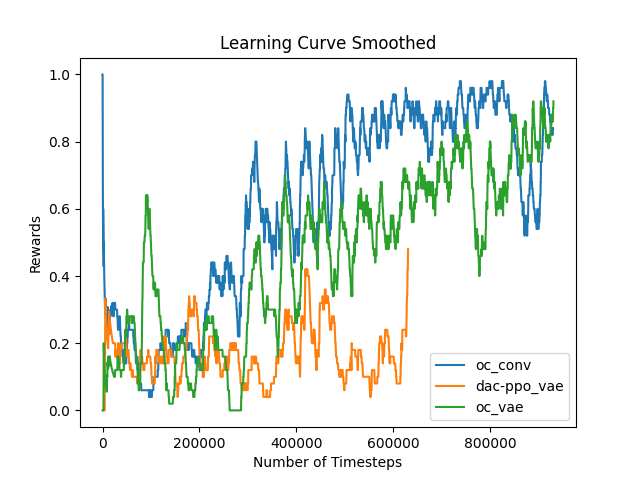 Learning Curve Smoothed
Rewards
1.0
0.8
0.6
0.4
0.2
0.0
0 200000 400000 600000 800000
Number of Timesteps
oc_conv
dac-ppo_vae
oc_vae